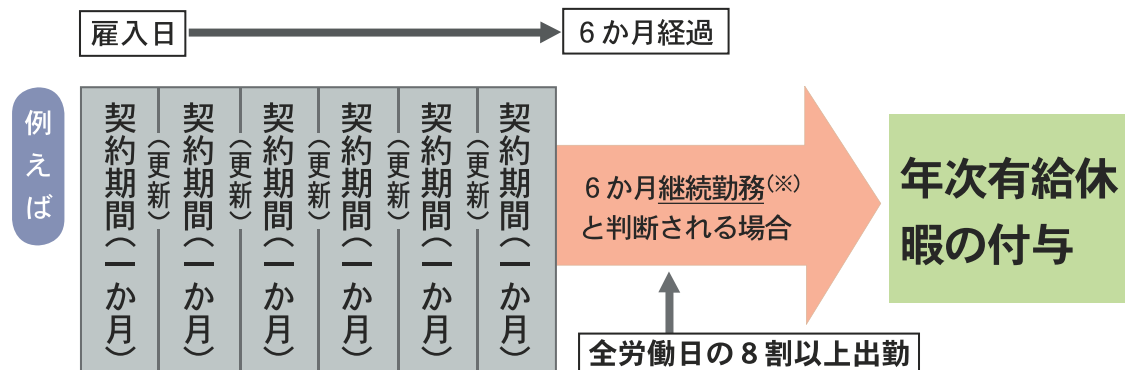 雇入日
６か月経過
例えば
契約期間（一か月）
（更新）
契約期間（一か月）
（更新）
契約期間（一か月）
（更新）
契約期間（一か月）
（更新）
契約期間（一か月）
（更新）
契約期間（一か月）
６か月継続勤務(※)
と判断される場合
全労働日の８割以上出勤
年次有給休
暇の付与